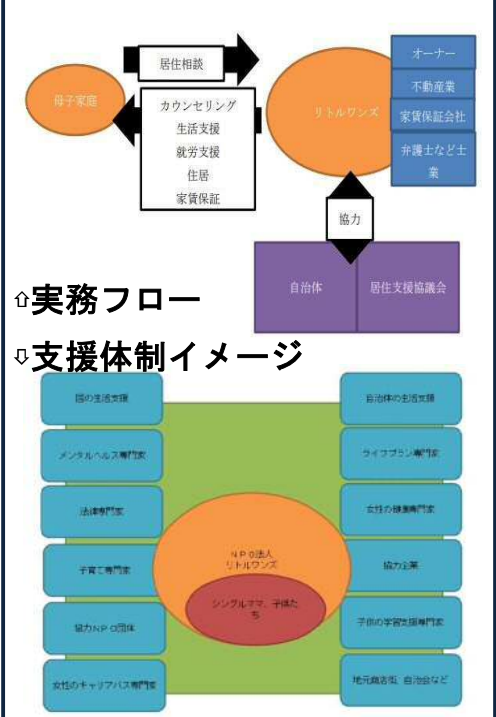 居住相談
オーナー
不動産業
家賃保証会社
弁護士など士
業
母子家庭
カウンセリング
生活支援
就労支援
住居
家賃保証
リトルワンズ
協力
自治体
居住支援協議会
⇧実務フロー
⇩支援体制イメージ
国の生活支援
自治体の生活支援
メンタルヘルス専門家
ライフプラン専門家
法律専門家
女性の健康専門家
NPO法人
リトルワンズ
子育て専門家
協力企業
シングルママ、子供た
ち
協力NPO団体
子供の学習支援専門家
女性のキャリアパス専門家
地元商店街、自治会など